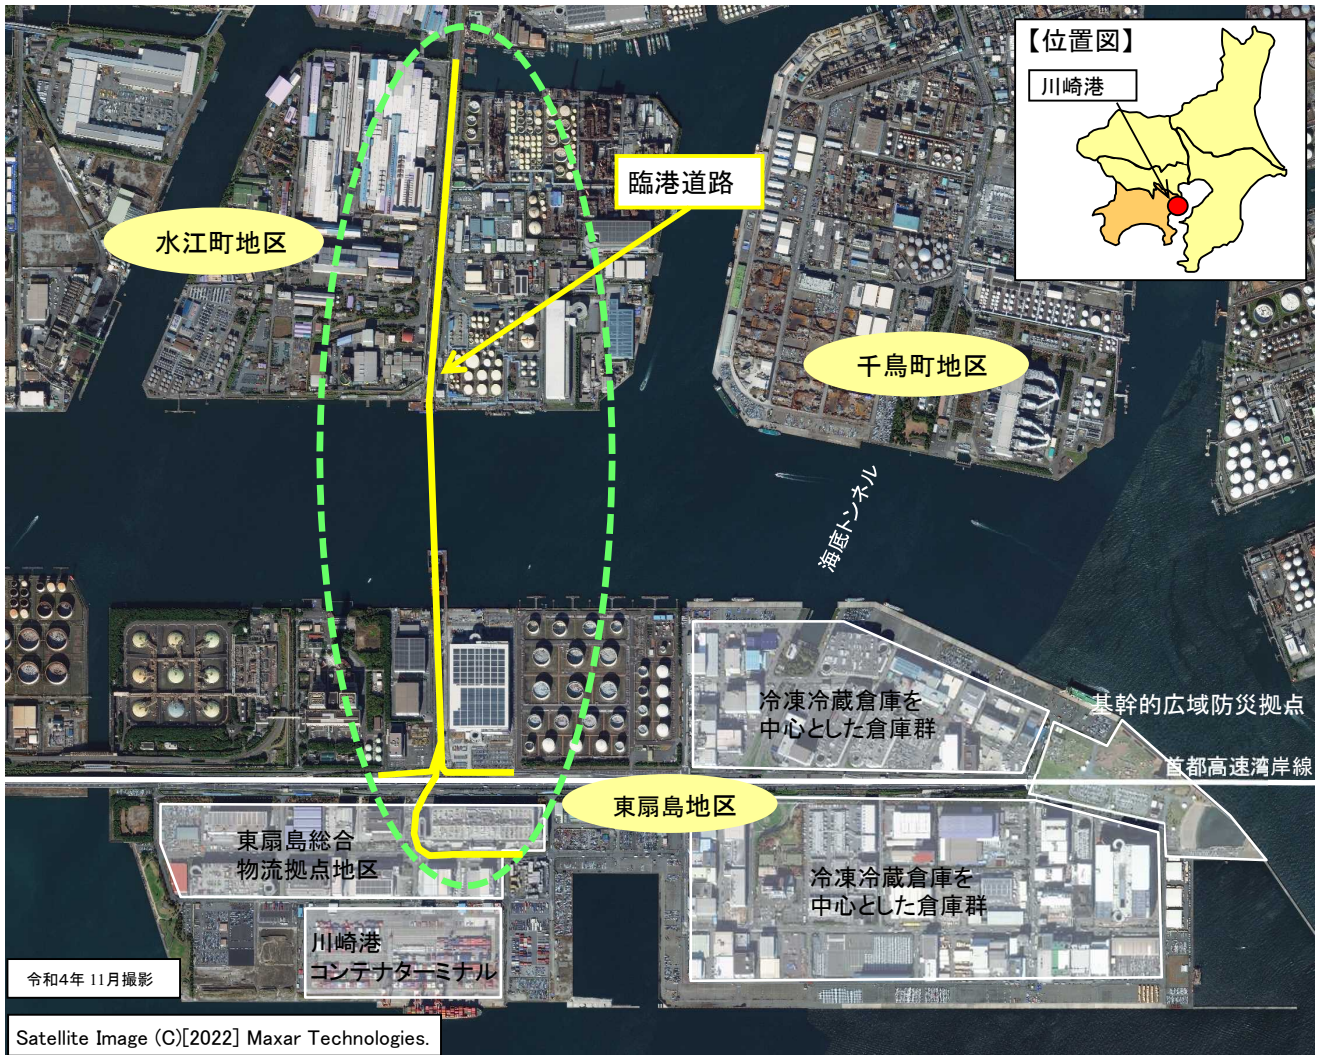 【位置図】
川崎港
臨港道路
水江町地区
千鳥町地区
海底トンネル
冷凍冷蔵倉庫を
中心とした倉庫群
基幹的広域防災拠点
首都高速湾岸線
東扇島地区
東扇島総合
物流拠点地区
冷凍冷蔵倉庫を
中心とした倉庫群
川崎港
コンテナターミナル
令和4年 11月撮影
Satellite Image (C)[2022] Maxar Technologies.